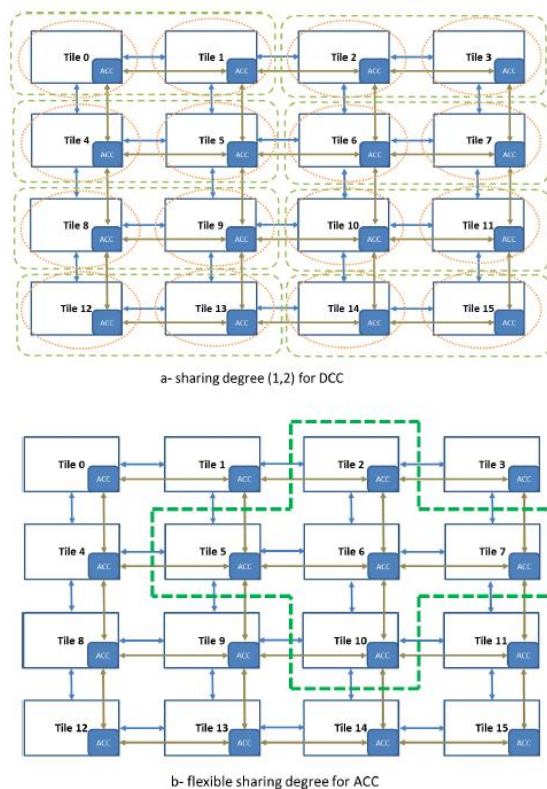 Tile 0 Tile 1 Tile 2 Tile 3
ACC ACC ACC ACC
Tile 4 Tile 5 Tile 6 Tile 7
ACC ACC ACC ACC
Tile 8 Tile 9 Tile 10 Tile 11
ACC ACC ACC ACC
Tile 12 Tile 13 Tile 14 Tile 15
ACC ACC ACC ACC
a- sharing degree (1,2) for DCC
Tile 0 Tile 1 Tile 2 Tile 3
ACC ACC ACC ACC
Tile 4 Tile 5 Tile 6 Tile 7
ACC ACC ACC ACC
Tile 8 Tile 9 Tile 10 Tile 11
ACC ACC ACC ACC
Tile 12 Tile 13 Tile 14 Tile 15
ACC ACC ACC ACC
b- flexible sharing degree for ACC